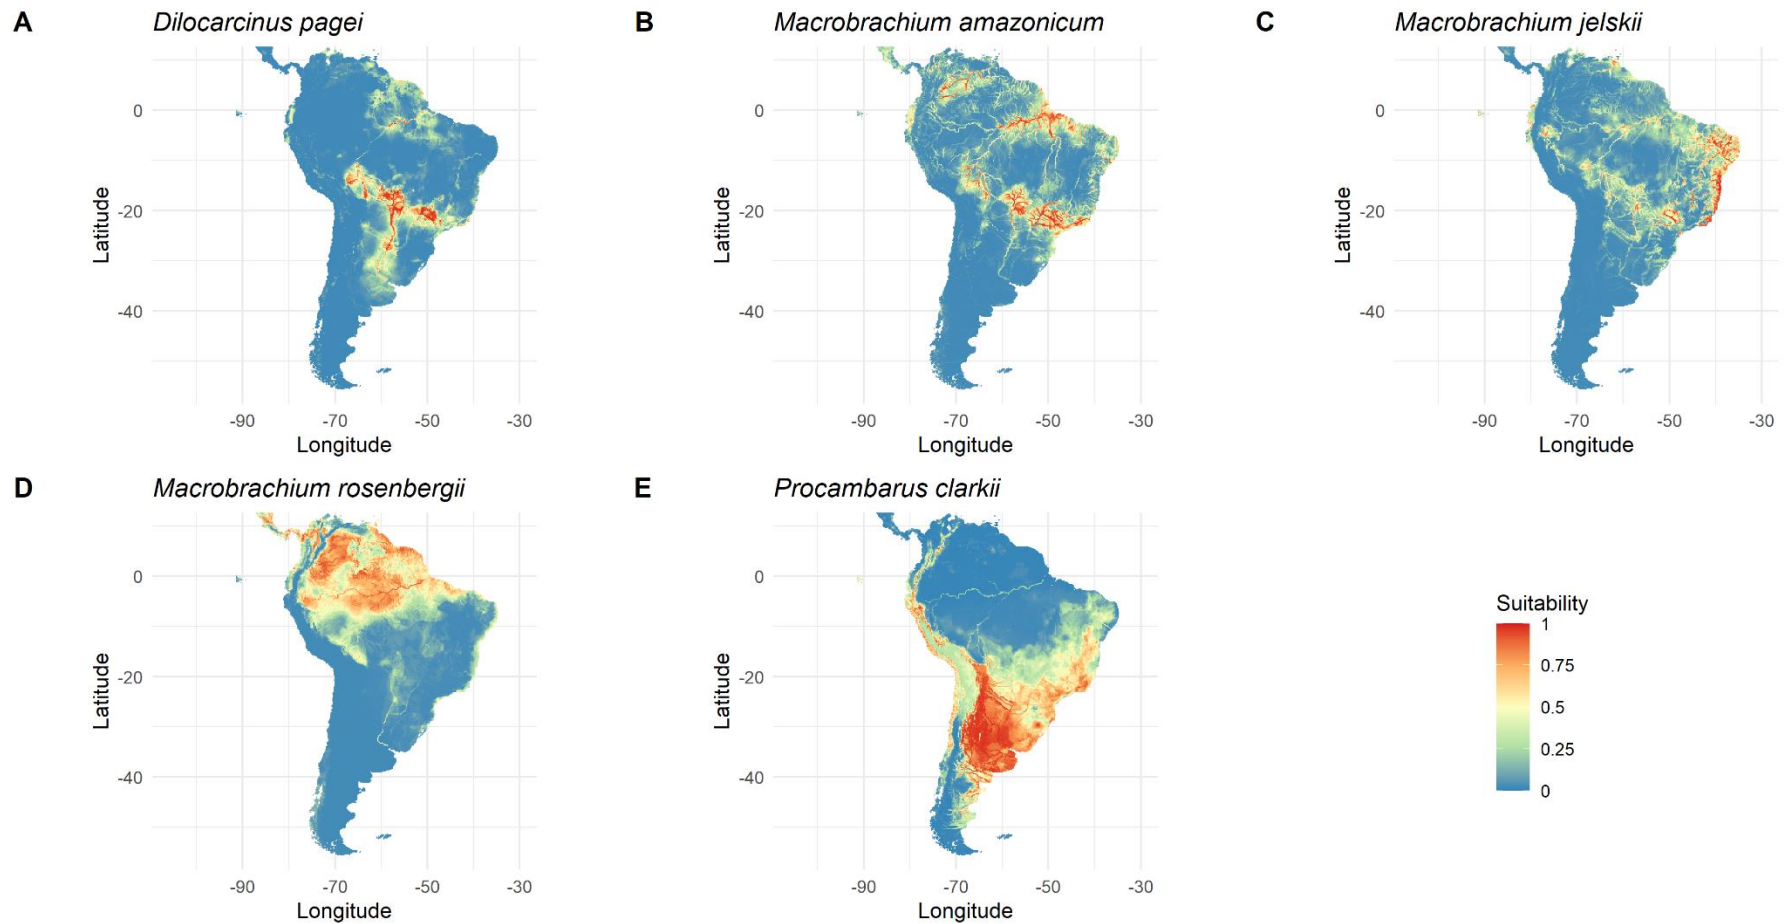 A
Dilocarcinus pagei
B
Macrobrachium amazonicum
C
Macrobrachium jelskii
Latitude
0
-20
-40
-90
-70
-50
-30
Longitude
Latitude
0
-20
-40
-90
-70
-50
-30
Longitude
Latitude
0
-20
-40
-90
-70
-50
-30
Longitude
D
Macrobrachium rosenbergii
E
Procambarus clarkii
Latitude
0
-20
-40
-90
-70
-50
-30
Longitude
Latitude
0
-20
-40
-90
-70
-50
-30
Longitude
Suitability
1
0.75
0.5
0.25
0